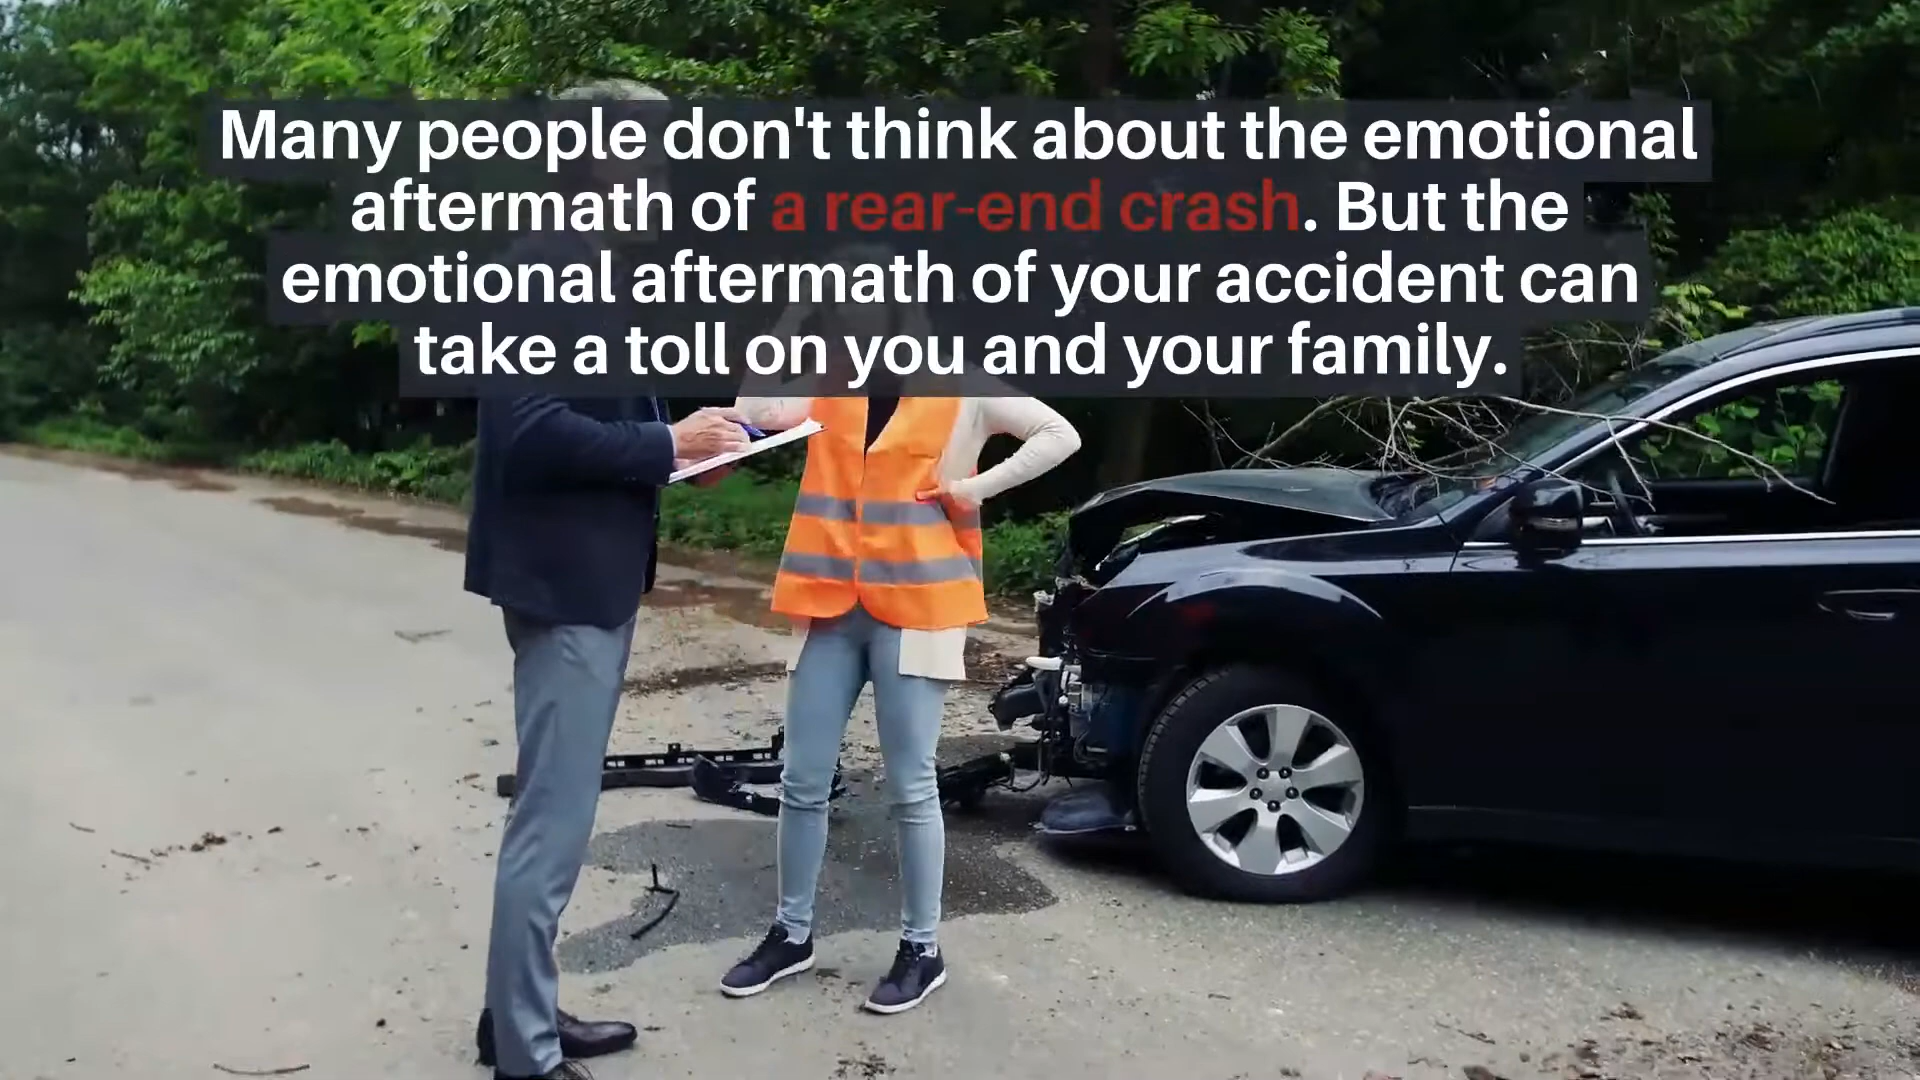 Many people don't think about the emotional
aftermath of a rear-end crash. But the
emotional aftermath of your accident can
take a toll on you and your family.